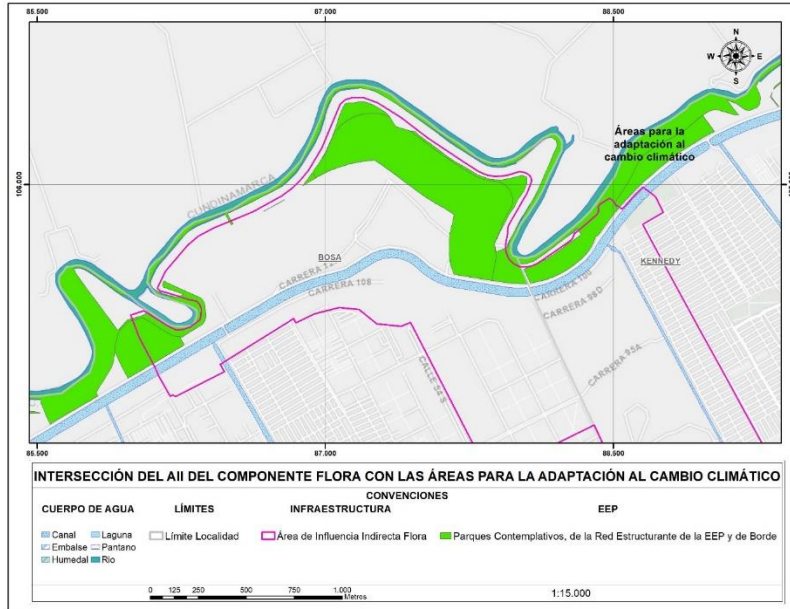 85.500
87.000
88.500
N
W
E
S
106.000
Áreas para la
adaptación al
cambio climático
CUNDINAMARCA
BOSA
CARRERA 108
KENNEDY
CARRERA 100
CARRERA 98D
CARRERA 95A
CALLE 54 S
85.500
87.000
88.500
INTERSECCIÓN DEL AII DEL COMPONENTE FLORA CON LAS ÁREAS PARA LA ADAPTACIÓN AL CAMBIO CLIMÁTICO
CONVENCIONES
CUERPO DE AGUA
LÍMITES
INFRAESTRUCTURA
EEP
Canal
Laguna
Embalse
Pantano
Humedal
Rio
Límite Localidad
Área de Influencia Indirecta Flora
Parques Contemplativos, de la Red Estructurante de la EEP y de Borde
0 125 250 500 750 1.000
Metros
1:15.000